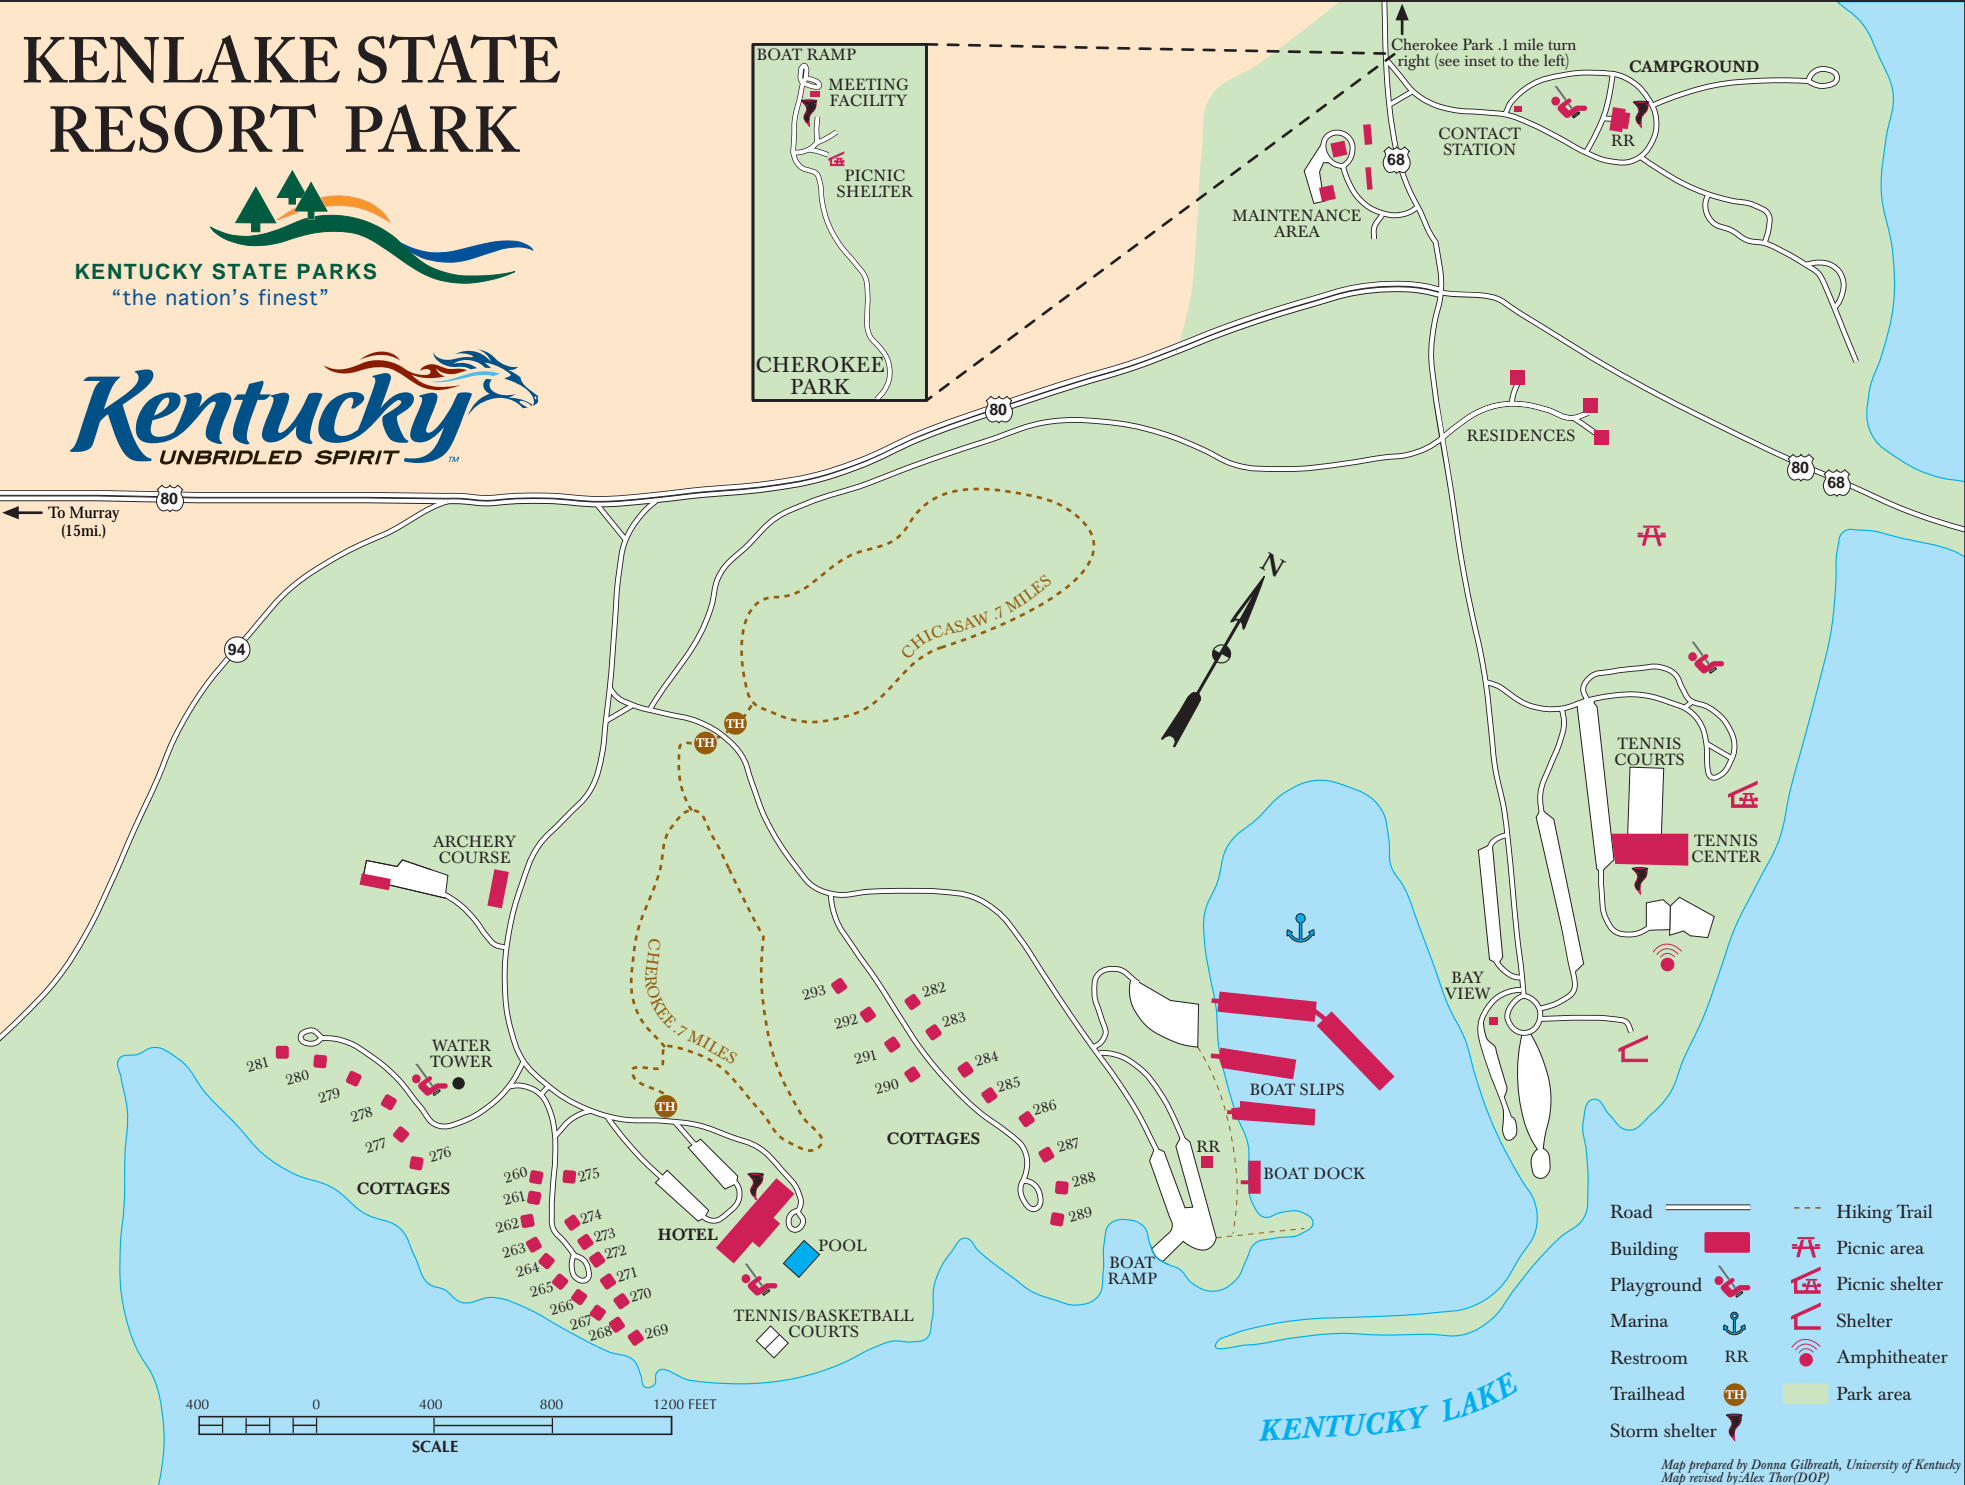 KENLAKE STATE
RESORT PARK
KENTUCKY STATE PARKS
“the nation’s finest”
Kentucky
UNBRIDLED SPIRIT
TM
BOAT RAMP
MEETING
FACILITY
PICNIC
SHELTER
CHEROKEE
PARK
Cherokee Park .1 mile turn
right (see inset to the left)
CAMPGROUND
CONTACT
STATION
RR
68
MAINTENANCE
AREA
80
RESIDENCES
80
68
80
To Murray
(15mi.)
94
N
CHICASAW .7 MILES
TH
TH
CHEROKEE .7 MILES
TH
TENNIS
COURTS
TENNIS
CENTER
ARCHERY
COURSE
BAY
VIEW
WATER
TOWER
281
280
279
278
277
276
COTTAGES
293
292
291
290
282
283
284
285
286
287
288
289
COTTAGES
260
261
262
263
264
265
266
267
268
269
270
271
272
273
274
275
HOTEL
POOL
TENNIS/BASKETBALL
COURTS
BOAT SLIPS
RR
BOAT DOCK
BOAT
RAMP
KENTUCKY LAKE
400
0
400
800
1200 FEET
SCALE
Road
Hiking Trail
Building
Picnic area
Playground
Picnic shelter
Marina
Shelter
Restroom
RR
Amphitheater
Trailhead
TH
Park area
Storm shelter
Map prepared by Donna Gilbreath, University of Kentucky
Map revised by:Alex Thor(DOP)